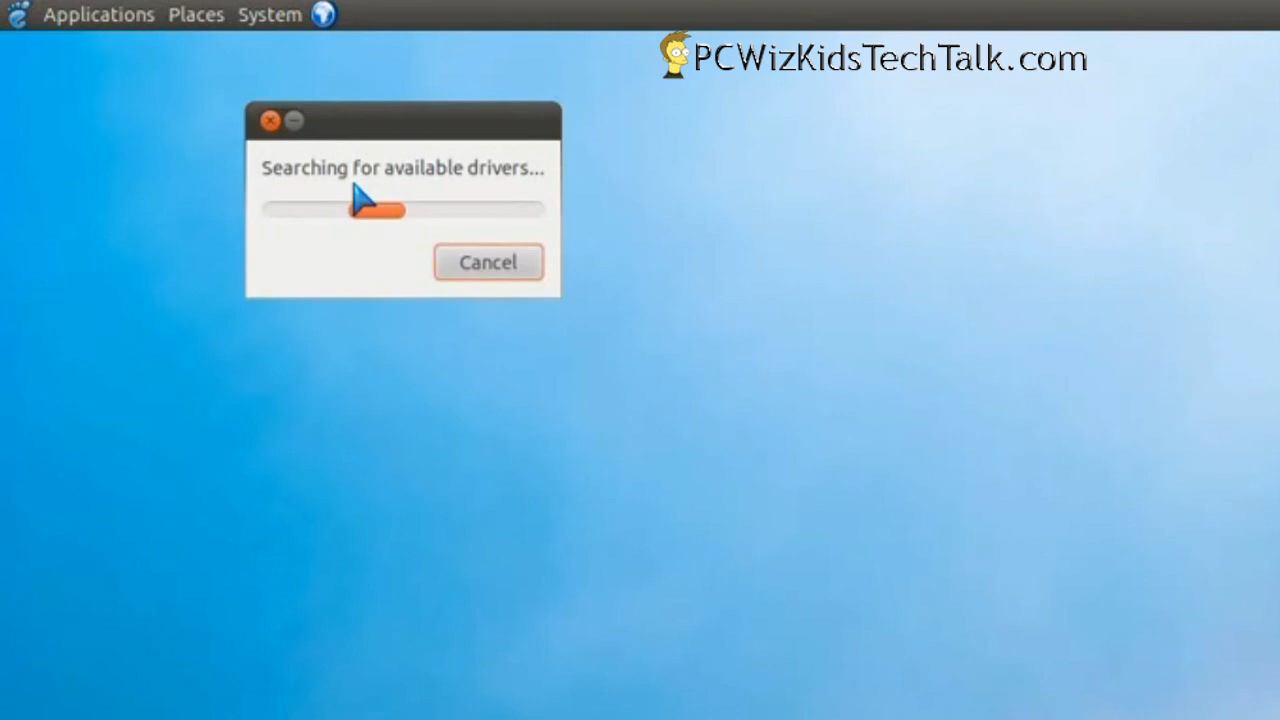 Applications Places System
PCWizKidsTechTalk.com
Searching for available drivers...
Cancel